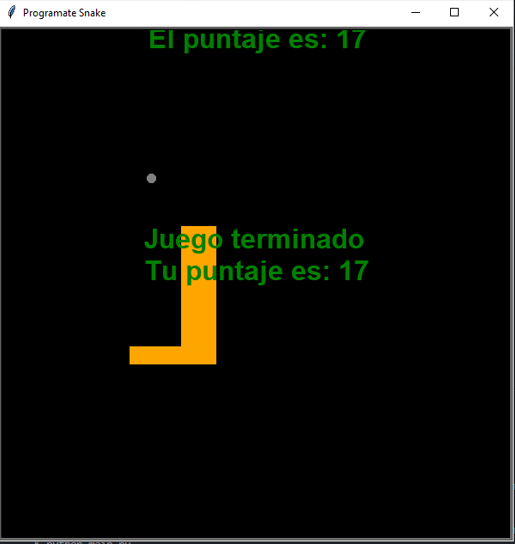 Programate Snake
El puntaje es: 17
Juego terminado
Tu puntaje es: 17